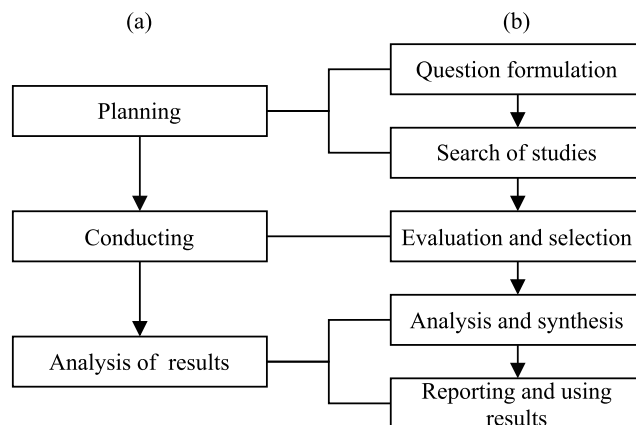 (a)
(b)
Planning
Conducting
Analysis of results
Question formulation
Search of studies
Evaluation and selection
Analysis and synthesis
Reporting and using
results